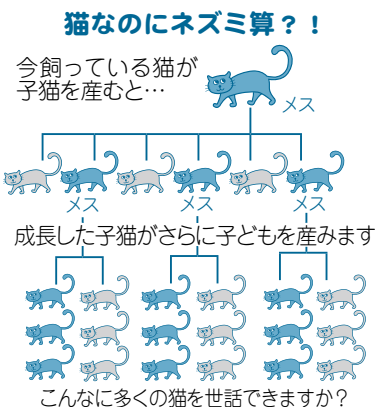 猫なのにネズミ算？！
今飼っている猫が
子猫を産むと…
メス
メス
メス
メス
成長した子猫がさらに子どもを産みます
こんなに多くの猫を世話できますか？